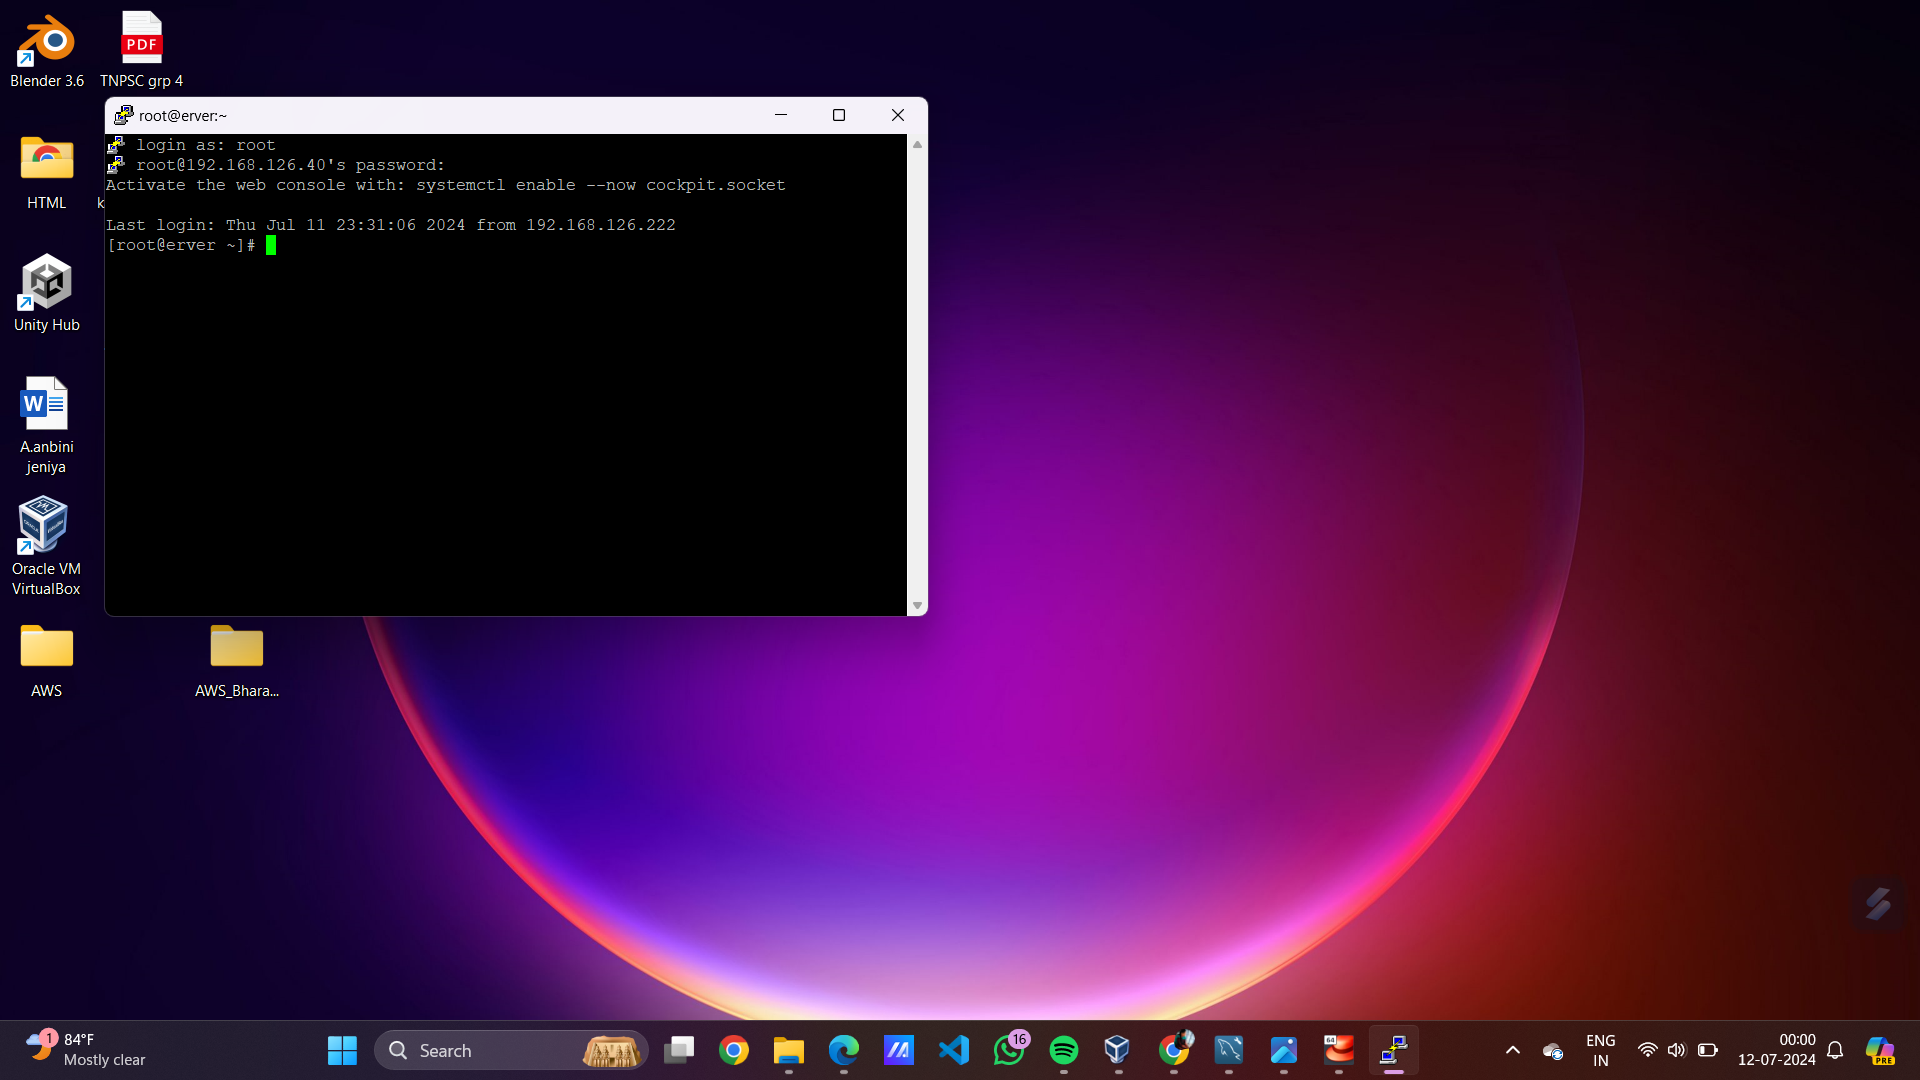 Blender 3.6
PDF
TNPSC grp 4
root@erver:~
login as: root
root@192.168.126.40's password:
Activate the web console with: systemctl enable --now cockpit.socket
Last login: Thu Jul 11 23:31:06 2024 from 192.168.126.222
[root@erver ~]#
HTML
k
Unity Hub
W
A.anbini
jeniya
Oracle VM
VirtualBox
AWS
AWS_Bhara...
1
84°F
Mostly clear
Search
16
64
ENG
IN
00:00
12-07-2024
PRE